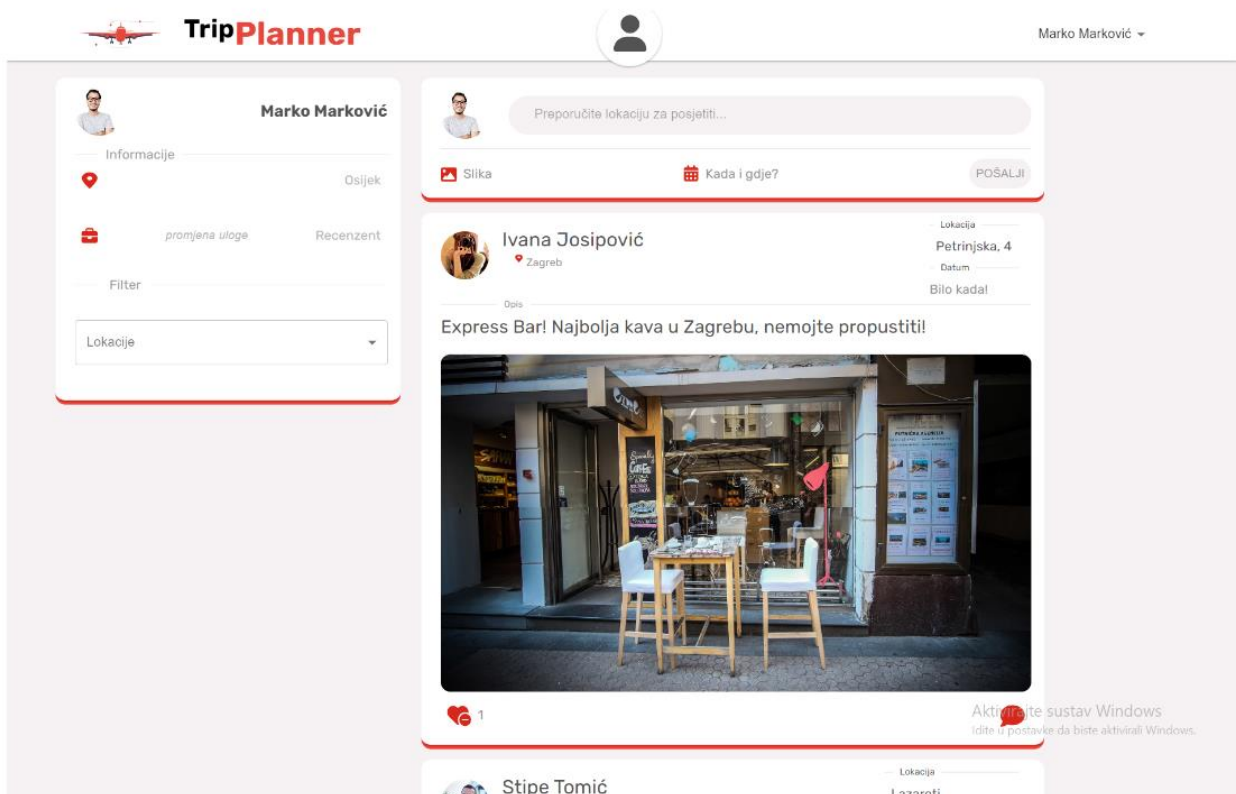 TripPlanner
Marko Marković
Marko Marković
Informacije
Osijek
promjena uloge Recenzent
Filter
Lokacije
Preporučite lokaciju za posjetiti...
Slika
Kada i gdje?
POŠALJI
Ivana Josipović
Zagreb
Lokacija
Petrinjska, 4
Datum
Bilo kada!
Opis
Express Bar! Najbolja kava u Zagrebu, nemojte propustiti!
1
Aktivirajte sustav Windows
Idite u postavke da biste aktivirali Windows.
Stipe Tomić
Lokacija
Lazareti